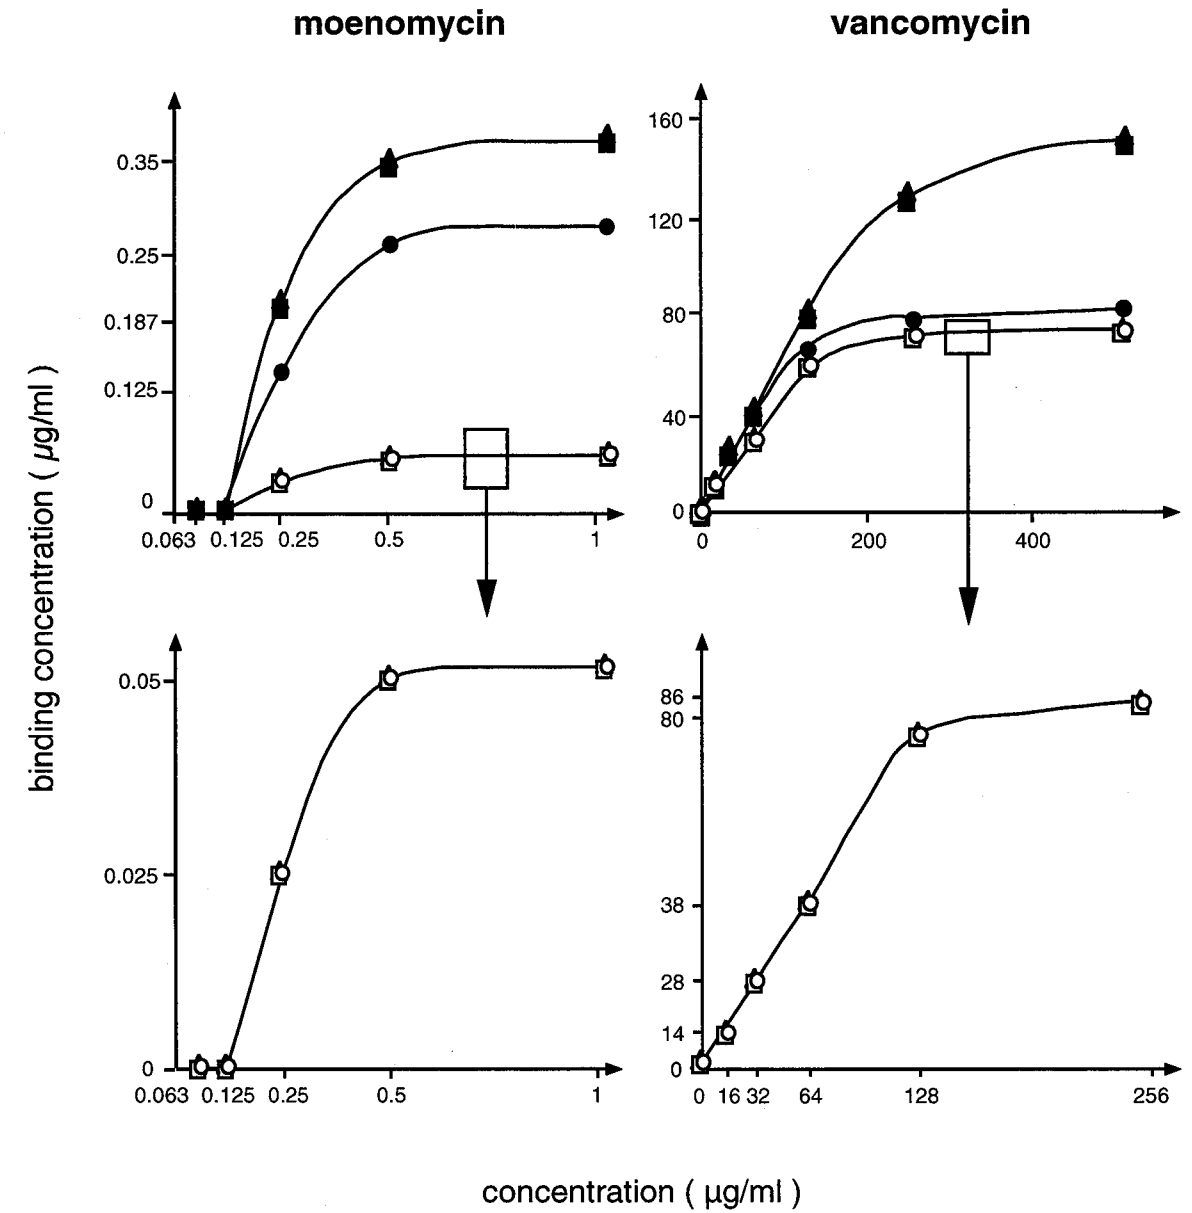 moenomycin
vancomycin
binding concentration ( µg/ml )
0.35
0.25
0.187
0.125
0
0.063 0.125 0.25 0.5 1
160
120
80
40
0
0 200 400
0.05
0.025
0
0.063 0.125 0.25 0.5 1
86
80
38
28
14
0
0 16 32 64 128 256
concentration ( µg/ml )